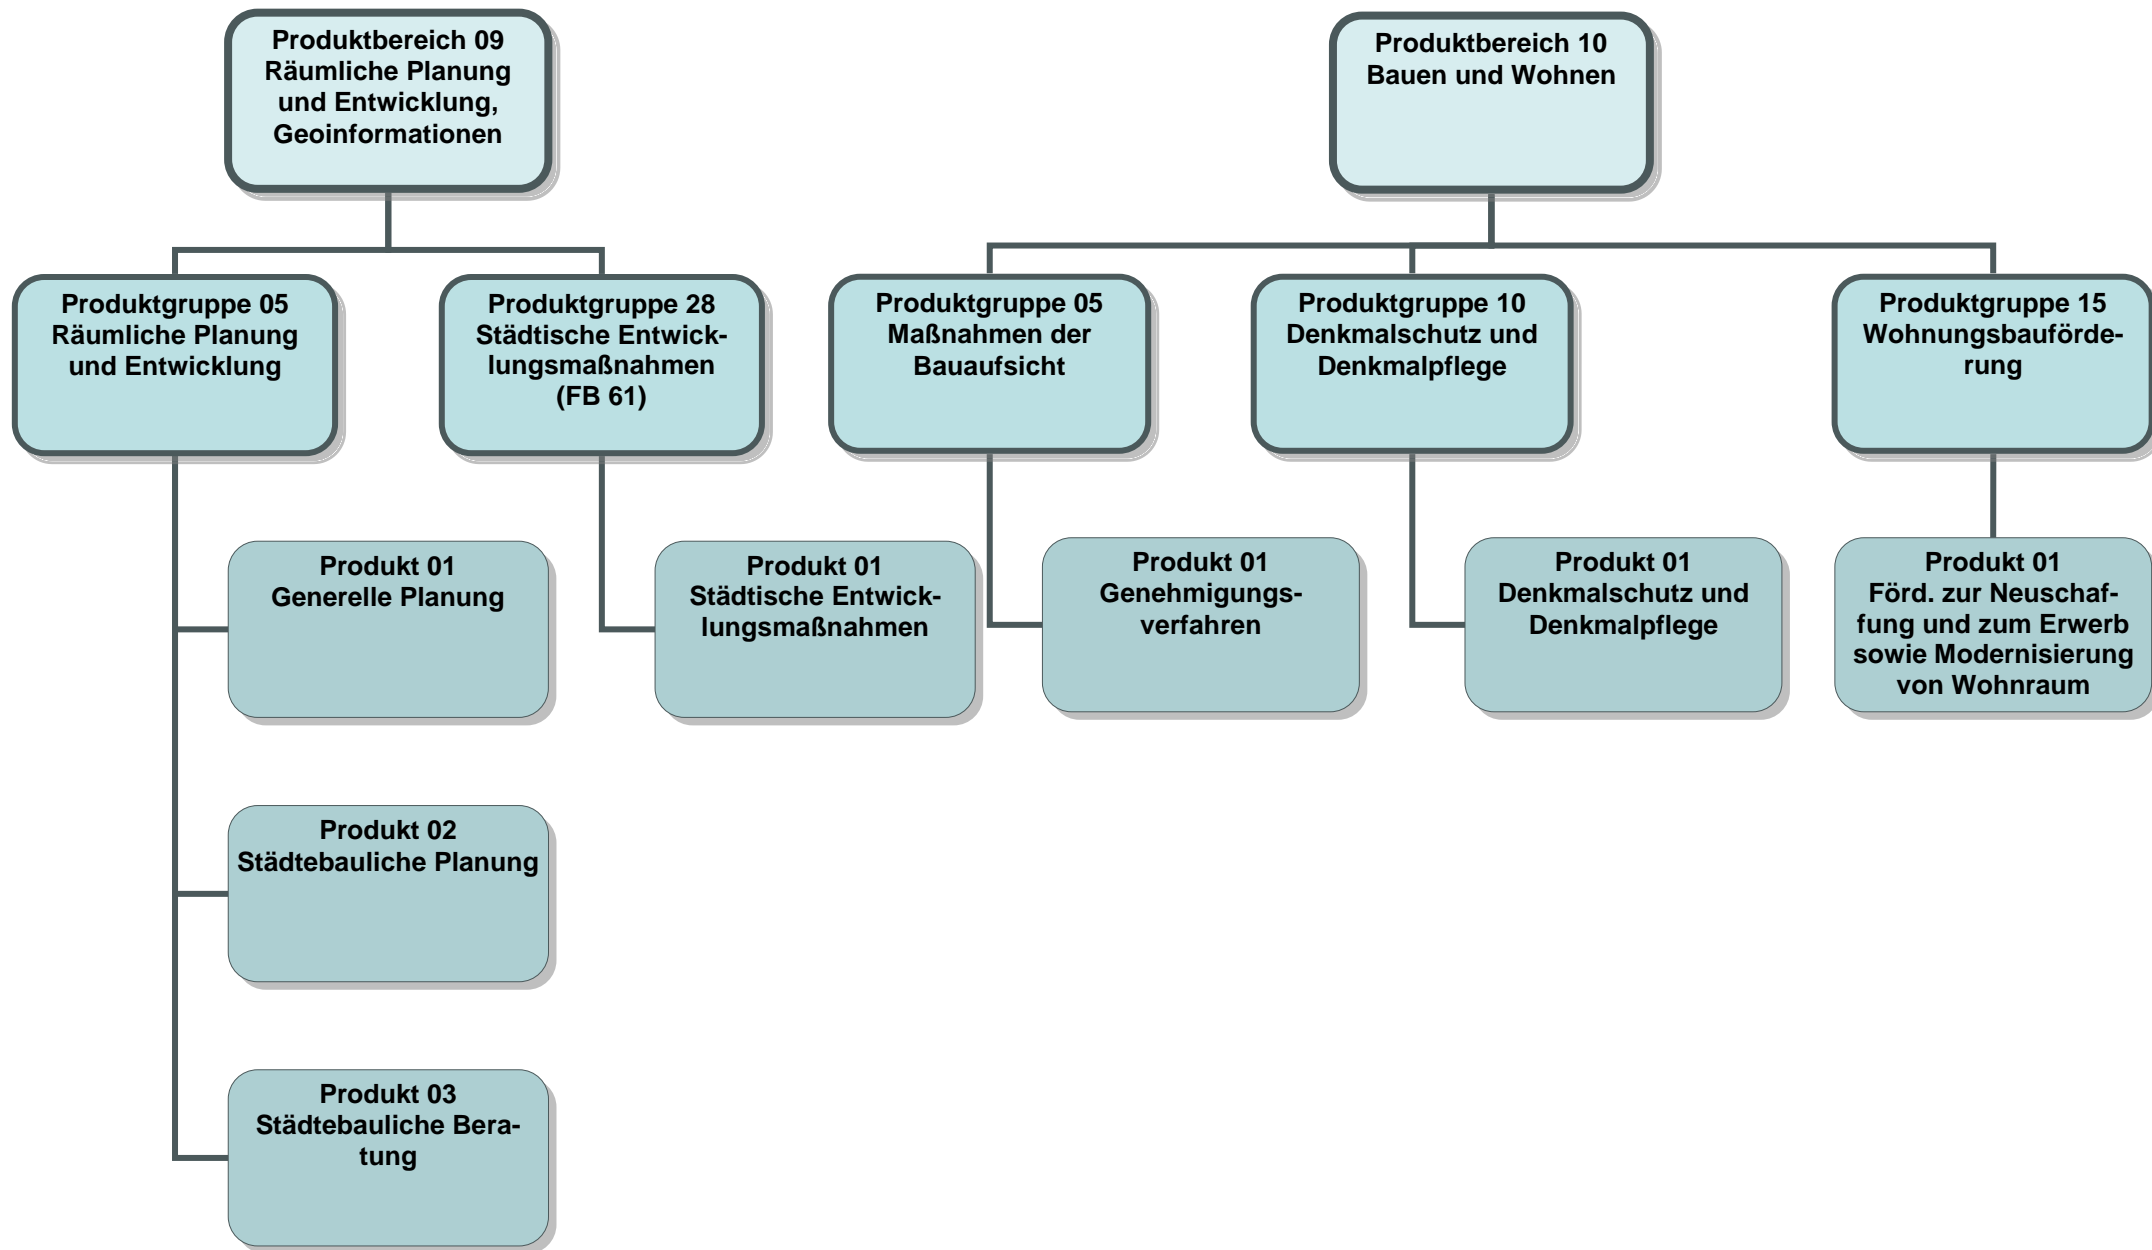 Produktbereich 09
Räumliche Planung
und Entwicklung,
Geoinformationen
Produktbereich 10
Bauen und Wohnen
Produktgruppe 05
Räumliche Planung
und Entwicklung
Produktgruppe 28
Städtische Entwick-
lungsmaßnahmen
(FB 61)
Produktgruppe 05
Maßnahmen der
Bauaufsicht
Produktgruppe 10
Denkmalschutz und
Denkmalpflege
Produktgruppe 15
Wohnungsbauförde-
rung
Produkt 01
Generelle Planung
Produkt 01
Städtische Entwick-
lungsmaßnahmen
Produkt 01
Genehmigungs-
verfahren
Produkt 01
Denkmalschutz und
Denkmalpflege
Produkt 01
Förd. zur Neuschaf-
fung und zum Erwerb
sowie Modernisierung
von Wohnraum
Produkt 02
Städtebauliche Planung
Produkt 03
Städtebauliche Bera-
tung